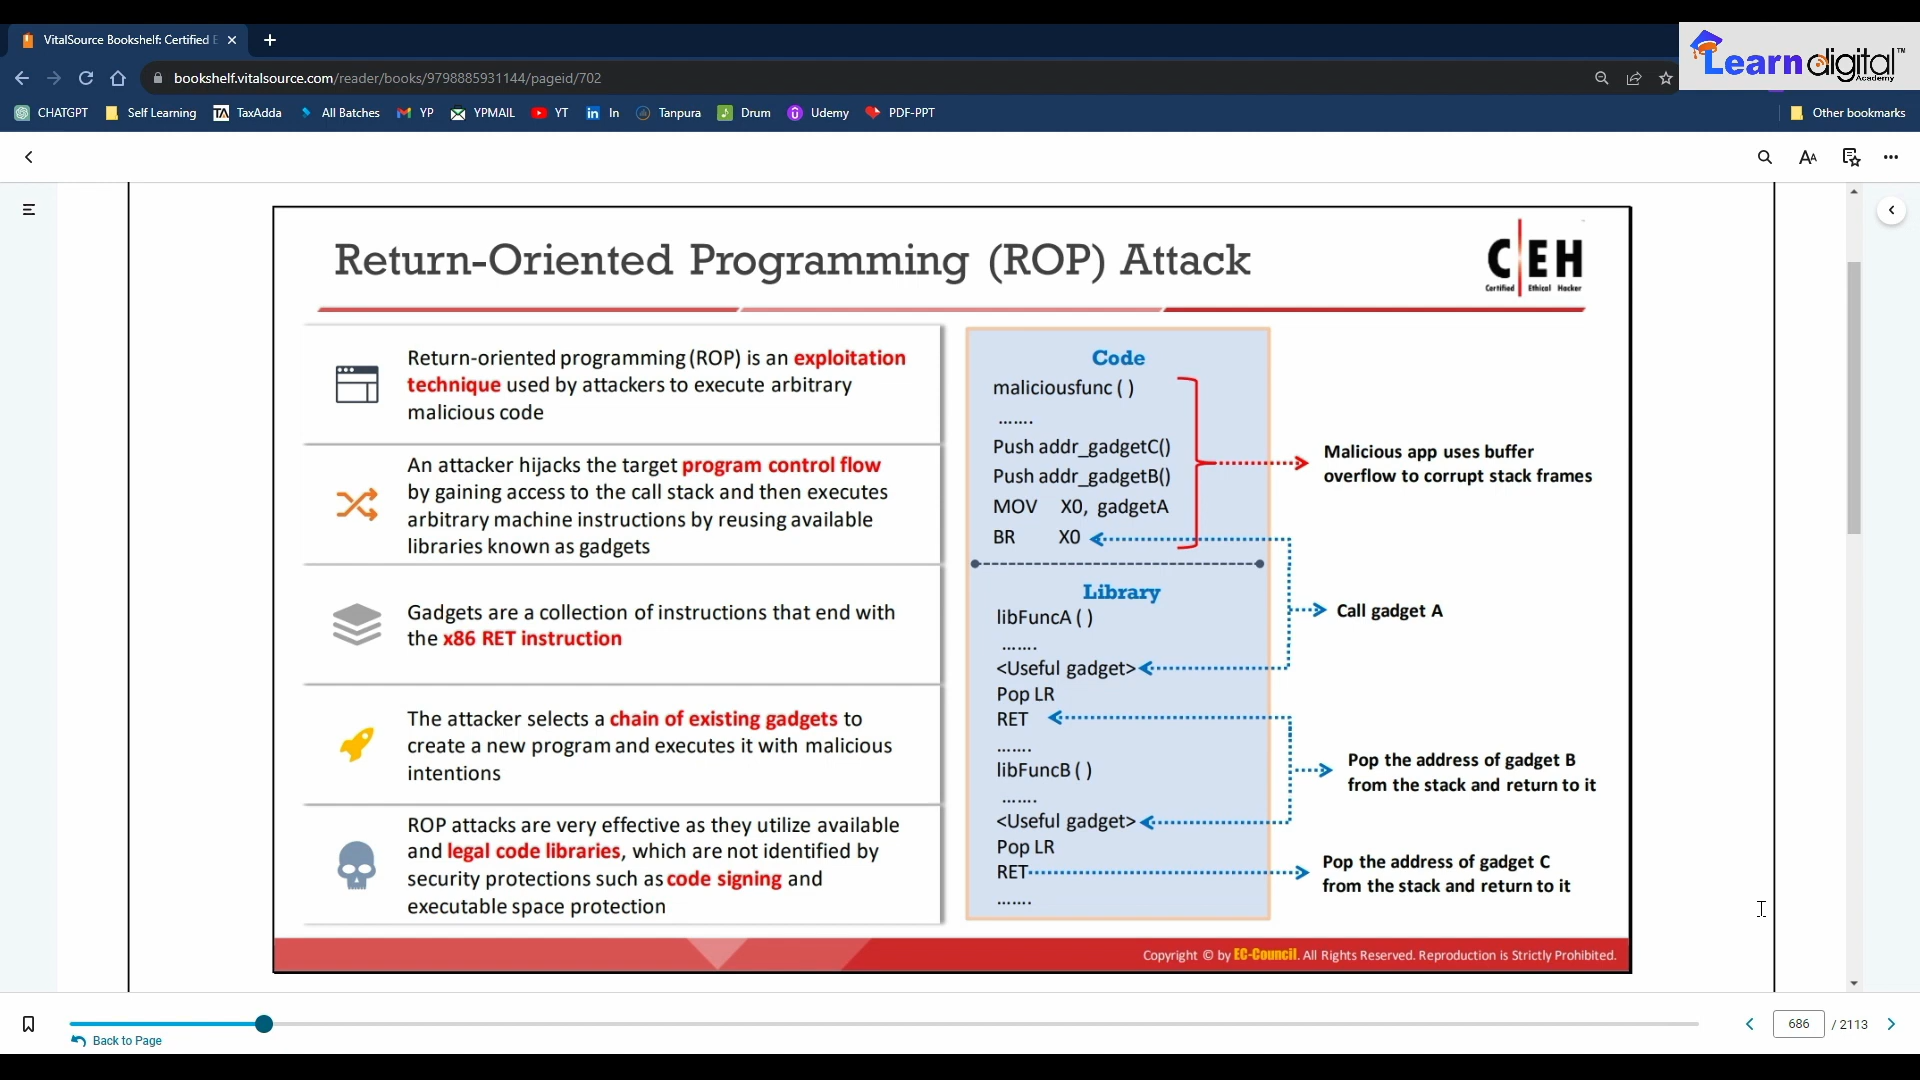 VitalSource Bookshelf: Certified E
Learn digital™
Academy
bookshelf.vitalsource.com/reader/books/9798885931144/pageid/702
CHATGPT
Self Learning
TaxAdda
All Batches
YP
YPMAIL
YT
In
Tanpura
Drum
Udemy
PDF-PPT
Other bookmarks
Return-Oriented Programming (ROP) Attack
C|EH
Certified Ethical Hacker
Return-oriented programming (ROP) is an exploitation
technique used by attackers to execute arbitrary
malicious code
An attacker hijacks the target program control flow
by gaining access to the call stack and then executes
arbitrary machine instructions by reusing available
libraries known as gadgets
Gadgets are a collection of instructions that end with
the x86 RET instruction
The attacker selects a chain of existing gadgets to
create a new program and executes it with malicious
intentions
ROP attacks are very effective as they utilize available
and legal code libraries, which are not identified by
security protections such as code signing and
executable space protection
Code
maliciousfunc ( )
.......
Push addr_gadgetC()
Push addr_gadgetB()
MOV X0, gadgetA
BR X0
Library
libFuncA ( )
.......
<Useful gadget>
Pop LR
RET
.......
libFuncB ( )
.......
<Useful gadget>
Pop LR
RET
.......
Malicious app uses buffer
overflow to corrupt stack frames
Call gadget A
Pop the address of gadget B
from the stack and return to it
Pop the address of gadget C
from the stack and return to it
Copyright © by EC-Council. All Rights Reserved. Reproduction is Strictly Prohibited.
Back to Page
686 / 2113